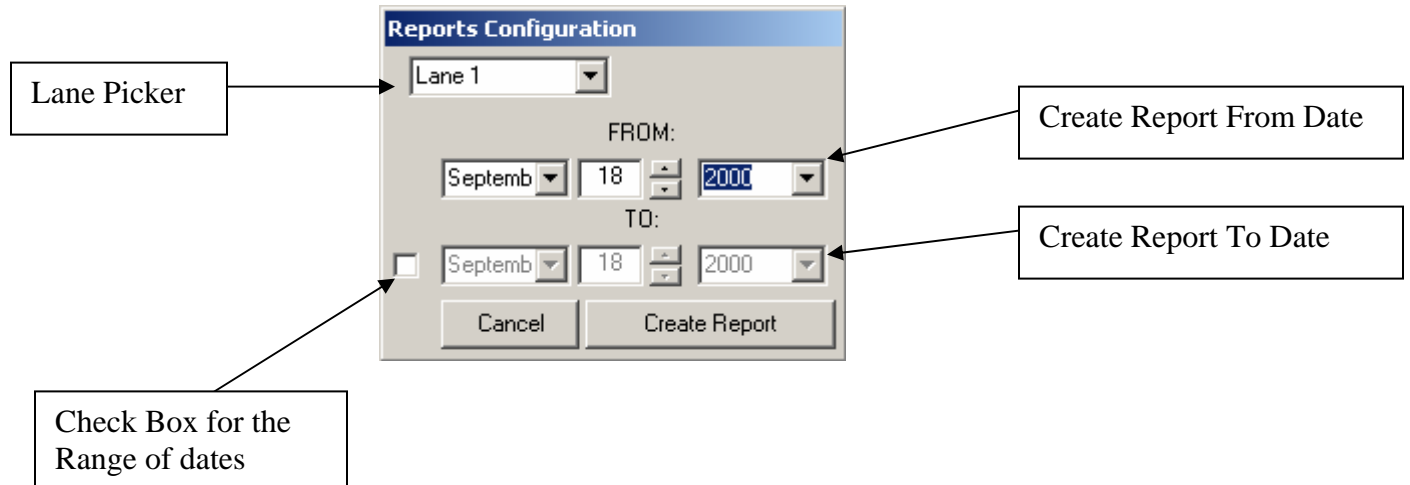 Reports Configuration
Lane 1
Lane Picker
FROM:
Create Report From Date
Septemb 18 2000
TO:
Create Report To Date
Septemb 18 2000
Cancel Create Report
Check Box for the
Range of dates